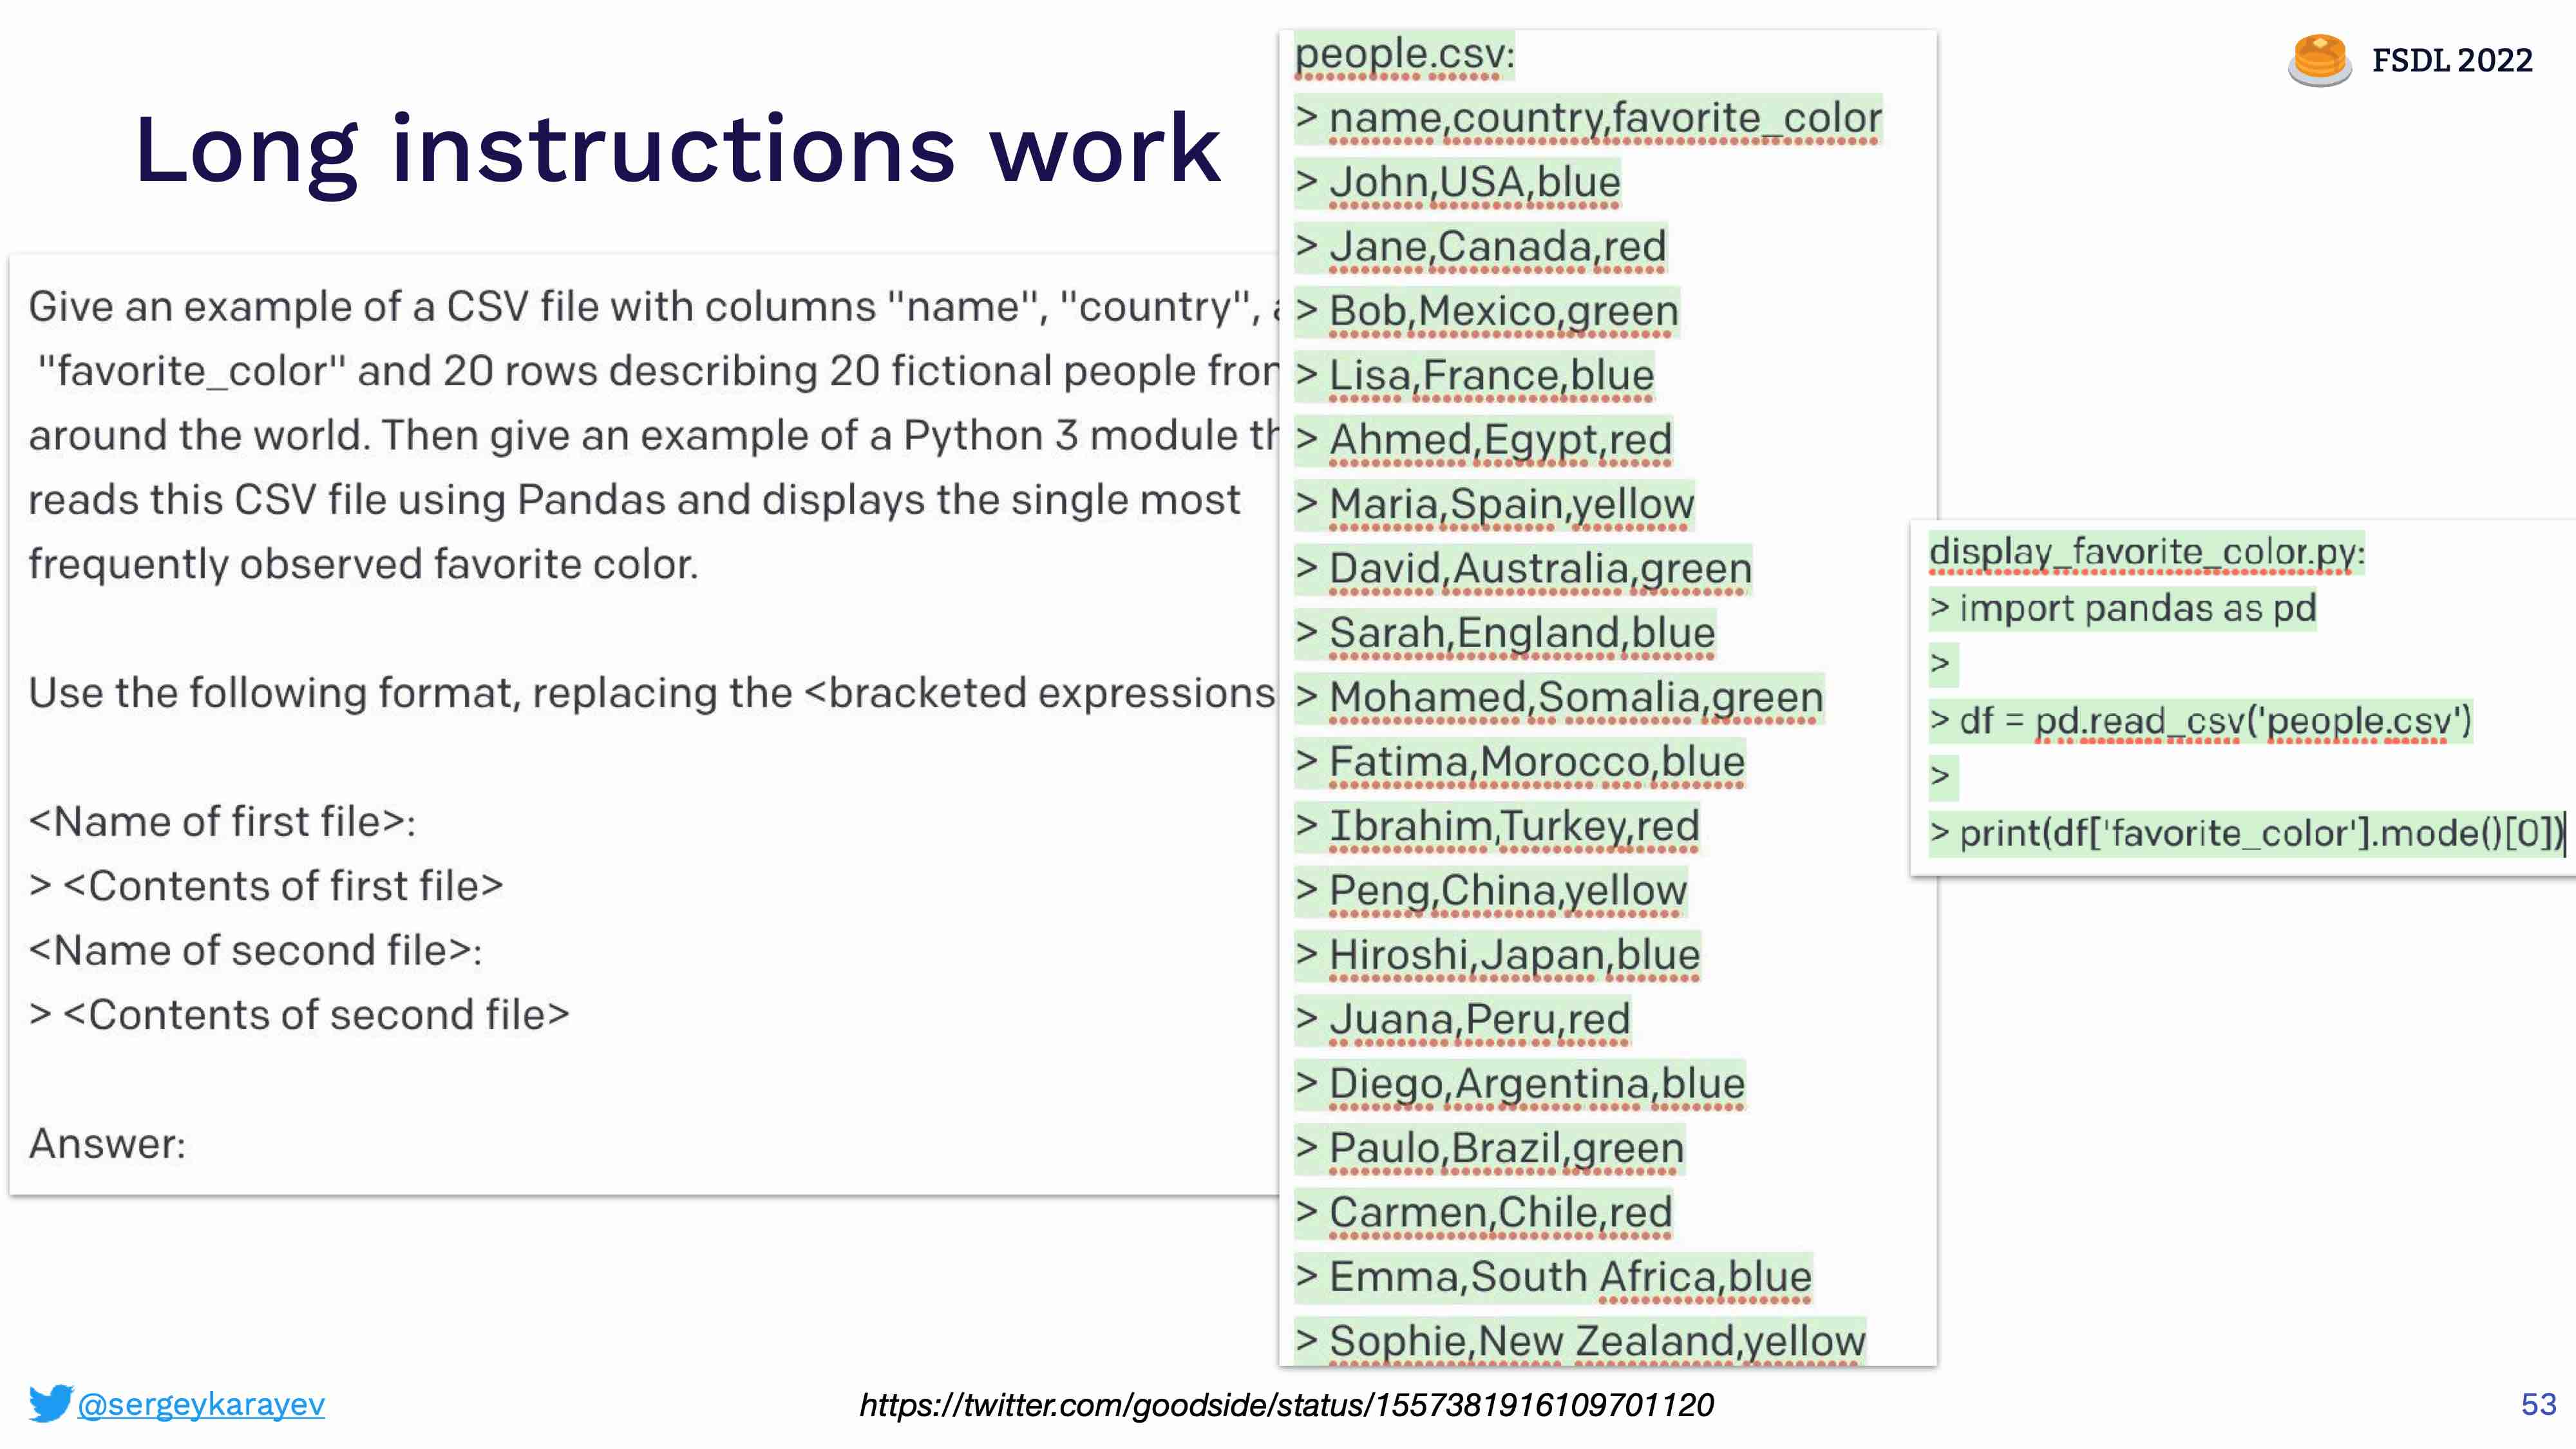 FSDL 2022
Long instructions work
Give an example of a CSV file with columns "name", "country",
"favorite_color" and 20 rows describing 20 fictional people
around the world. Then give an example of a Python 3 module
reads this CSV file using Pandas and displays the single most
frequently observed favorite color.
Use the following format, replacing the <bracketed expressions
<Name of first file>:
> <Contents of first file>
<Name of second file>:
> <Contents of second file>
Answer:
people.csv:
> name,country,favorite_color
> John,USA,blue
> Jane,Canada,red
> Bob,Mexico,green
> Lisa,France,blue
> Ahmed,Egypt,red
> Maria,Spain,yellow
> David,Australia,green
> Sarah,England,blue
> Mohamed,Somalia,green
> Fatima,Morocco,blue
> Ibrahim,Turkey,red
> Peng,China,yellow
> Hiroshi,Japan,blue
> Juana,Peru,red
> Diego,Argentina,blue
> Paulo,Brazil,green
> Carmen,Chile,red
> Emma,South Africa,blue
> Sophie,New Zealand,yellow
display_favorite_color.py:
> import pandas as pd
>
> df = pd.read_csv('people.csv')
>
> print(df['favorite_color'].mode()[0])
@sergeykarayev
https://twitter.com/goodside/status/1557381916109701120
53